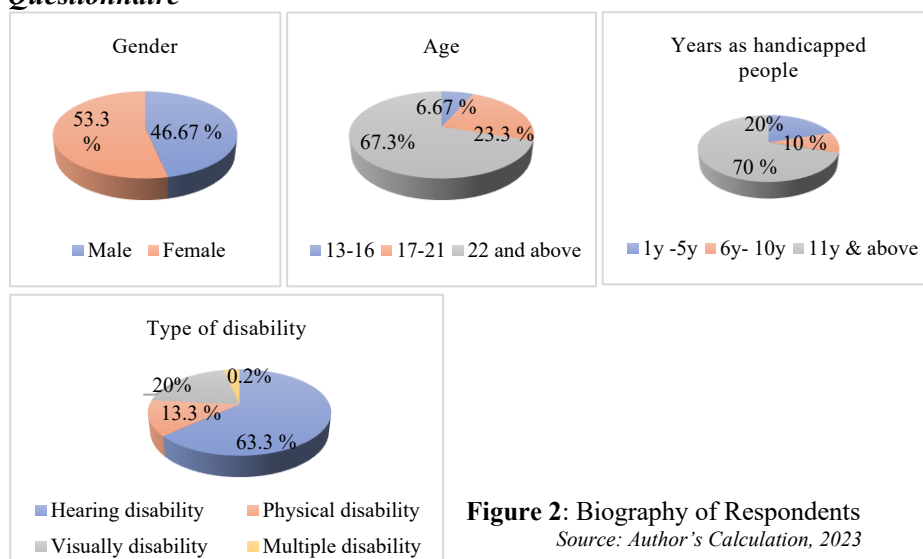 Questionnaire
Gender
53.3
%
46.67 %
Male Female
Age
6.67 %
23.3 %
67.3%
13-16 17-21 22 and above
Years as handicapped
people
20%
10 %
70 %
1y -5y 6y- 10y 11y & above
Type of disability
0.2%
20%
13.3 %
63.3 %
Hearing disability Physical disability
Visually disability Multiple disability
Figure 2: Biography of Respondents
Source: Author’s Calculation, 2023